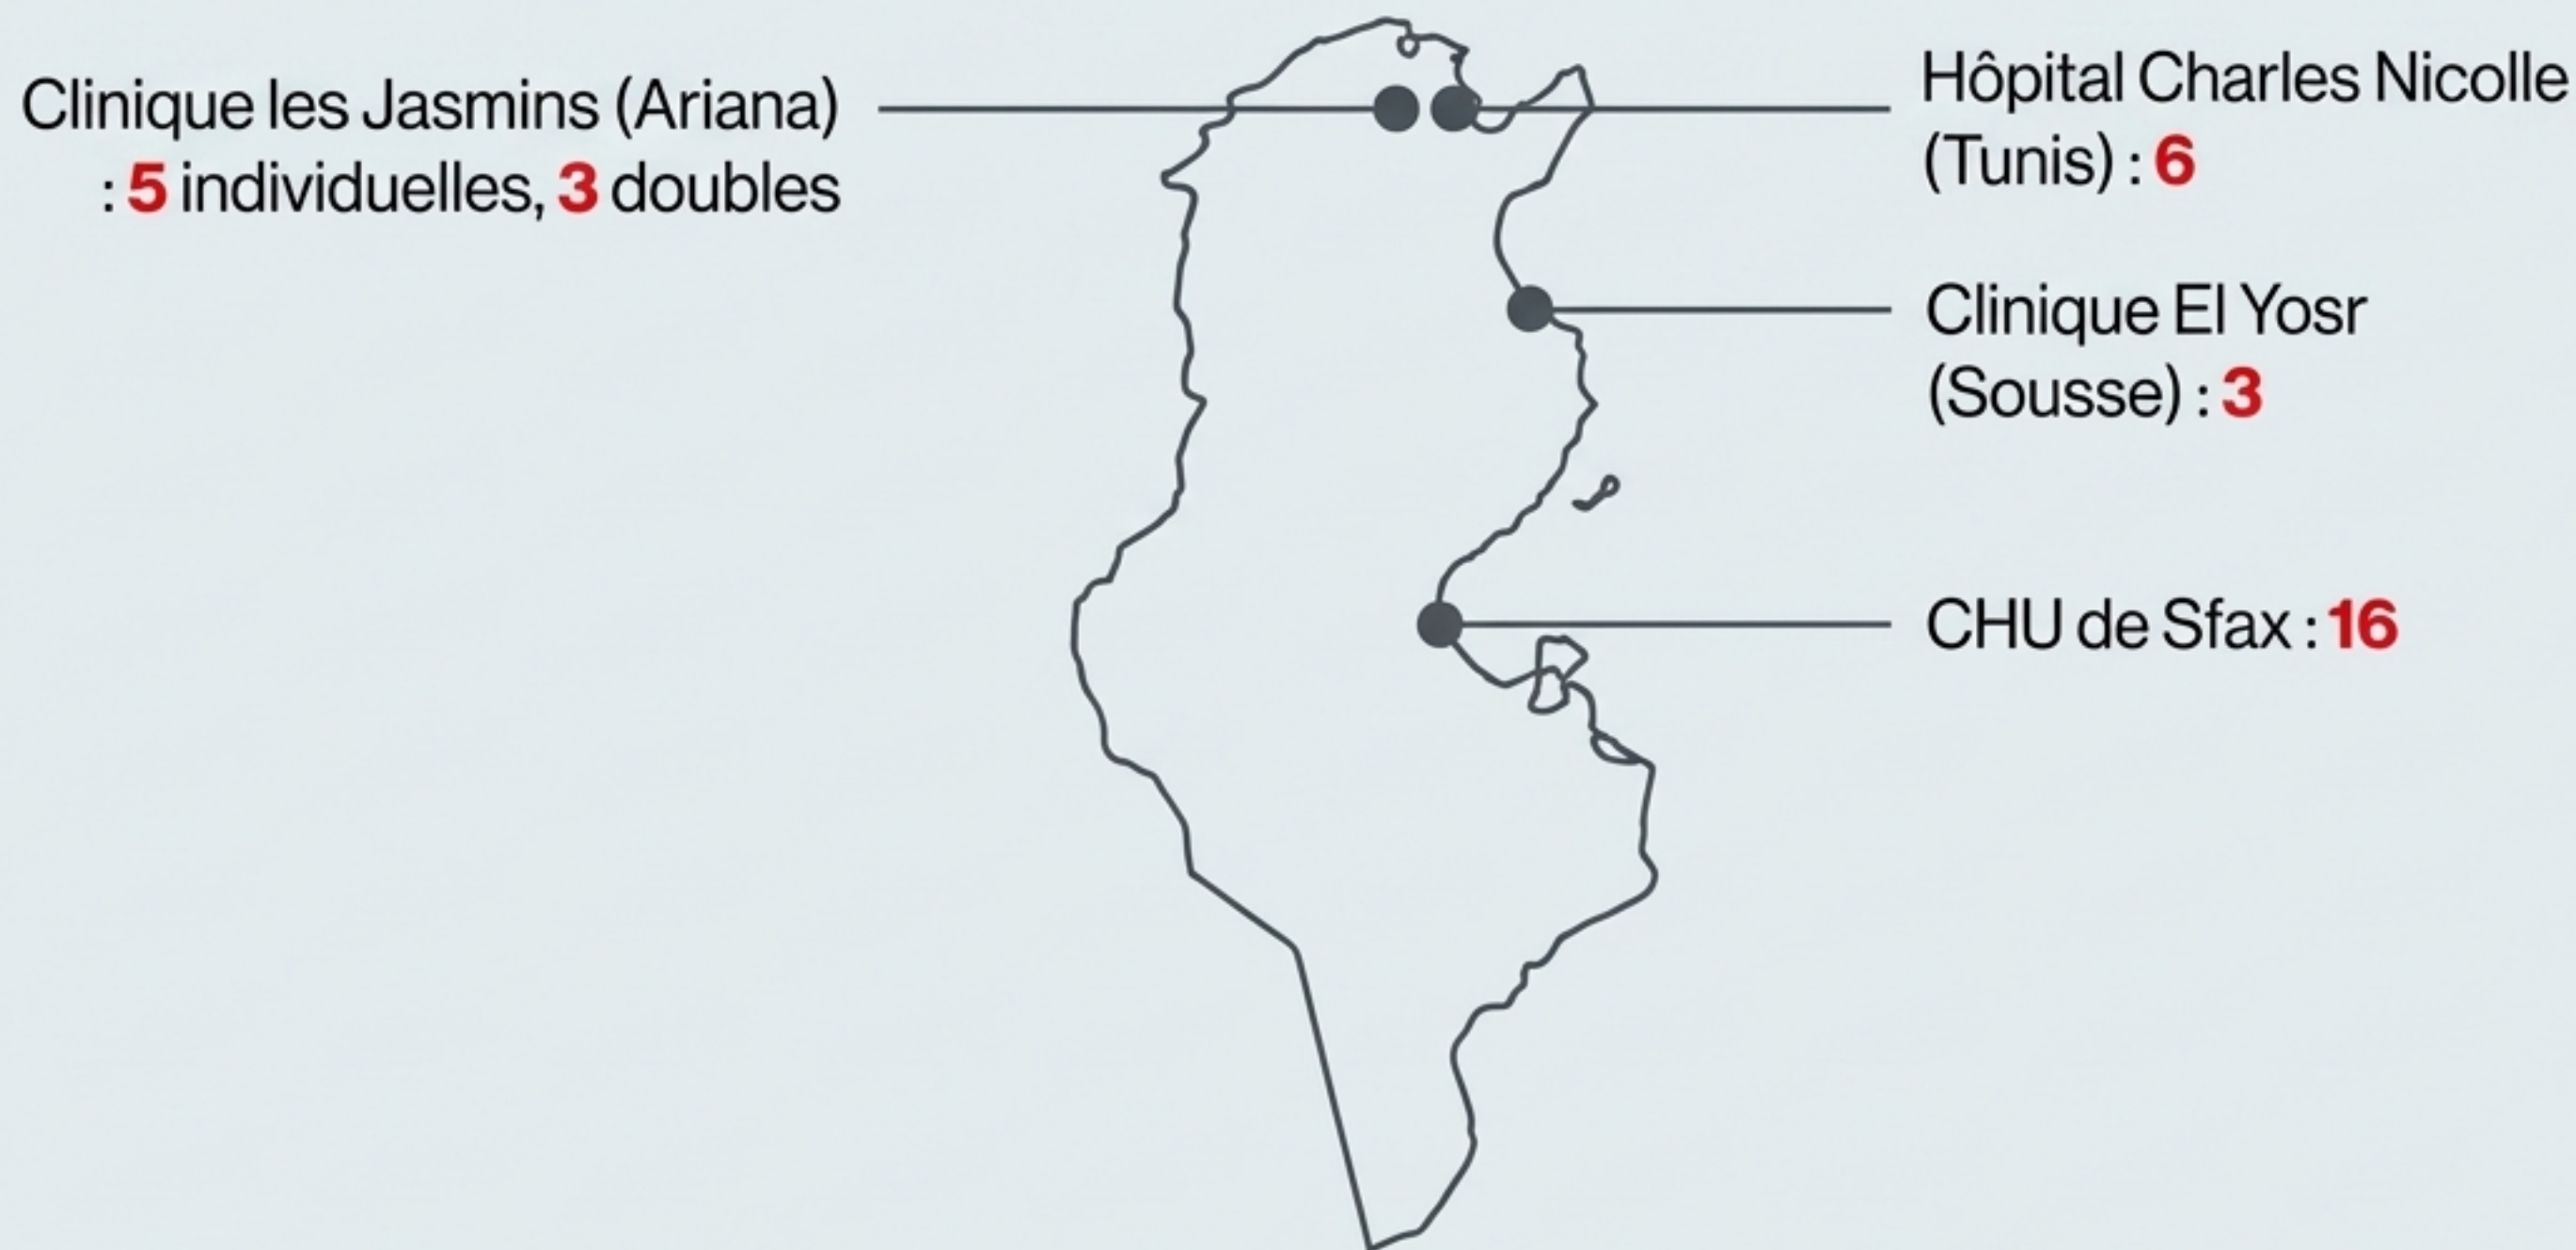 Clinique les Jasmins (Ariana)
: 5 individuelles, 3 doubles
Hôpital Charles Nicolle
(Tunis) : 6
Clinique El Yosr
(Sousse) : 3
CHU de Sfax : 16